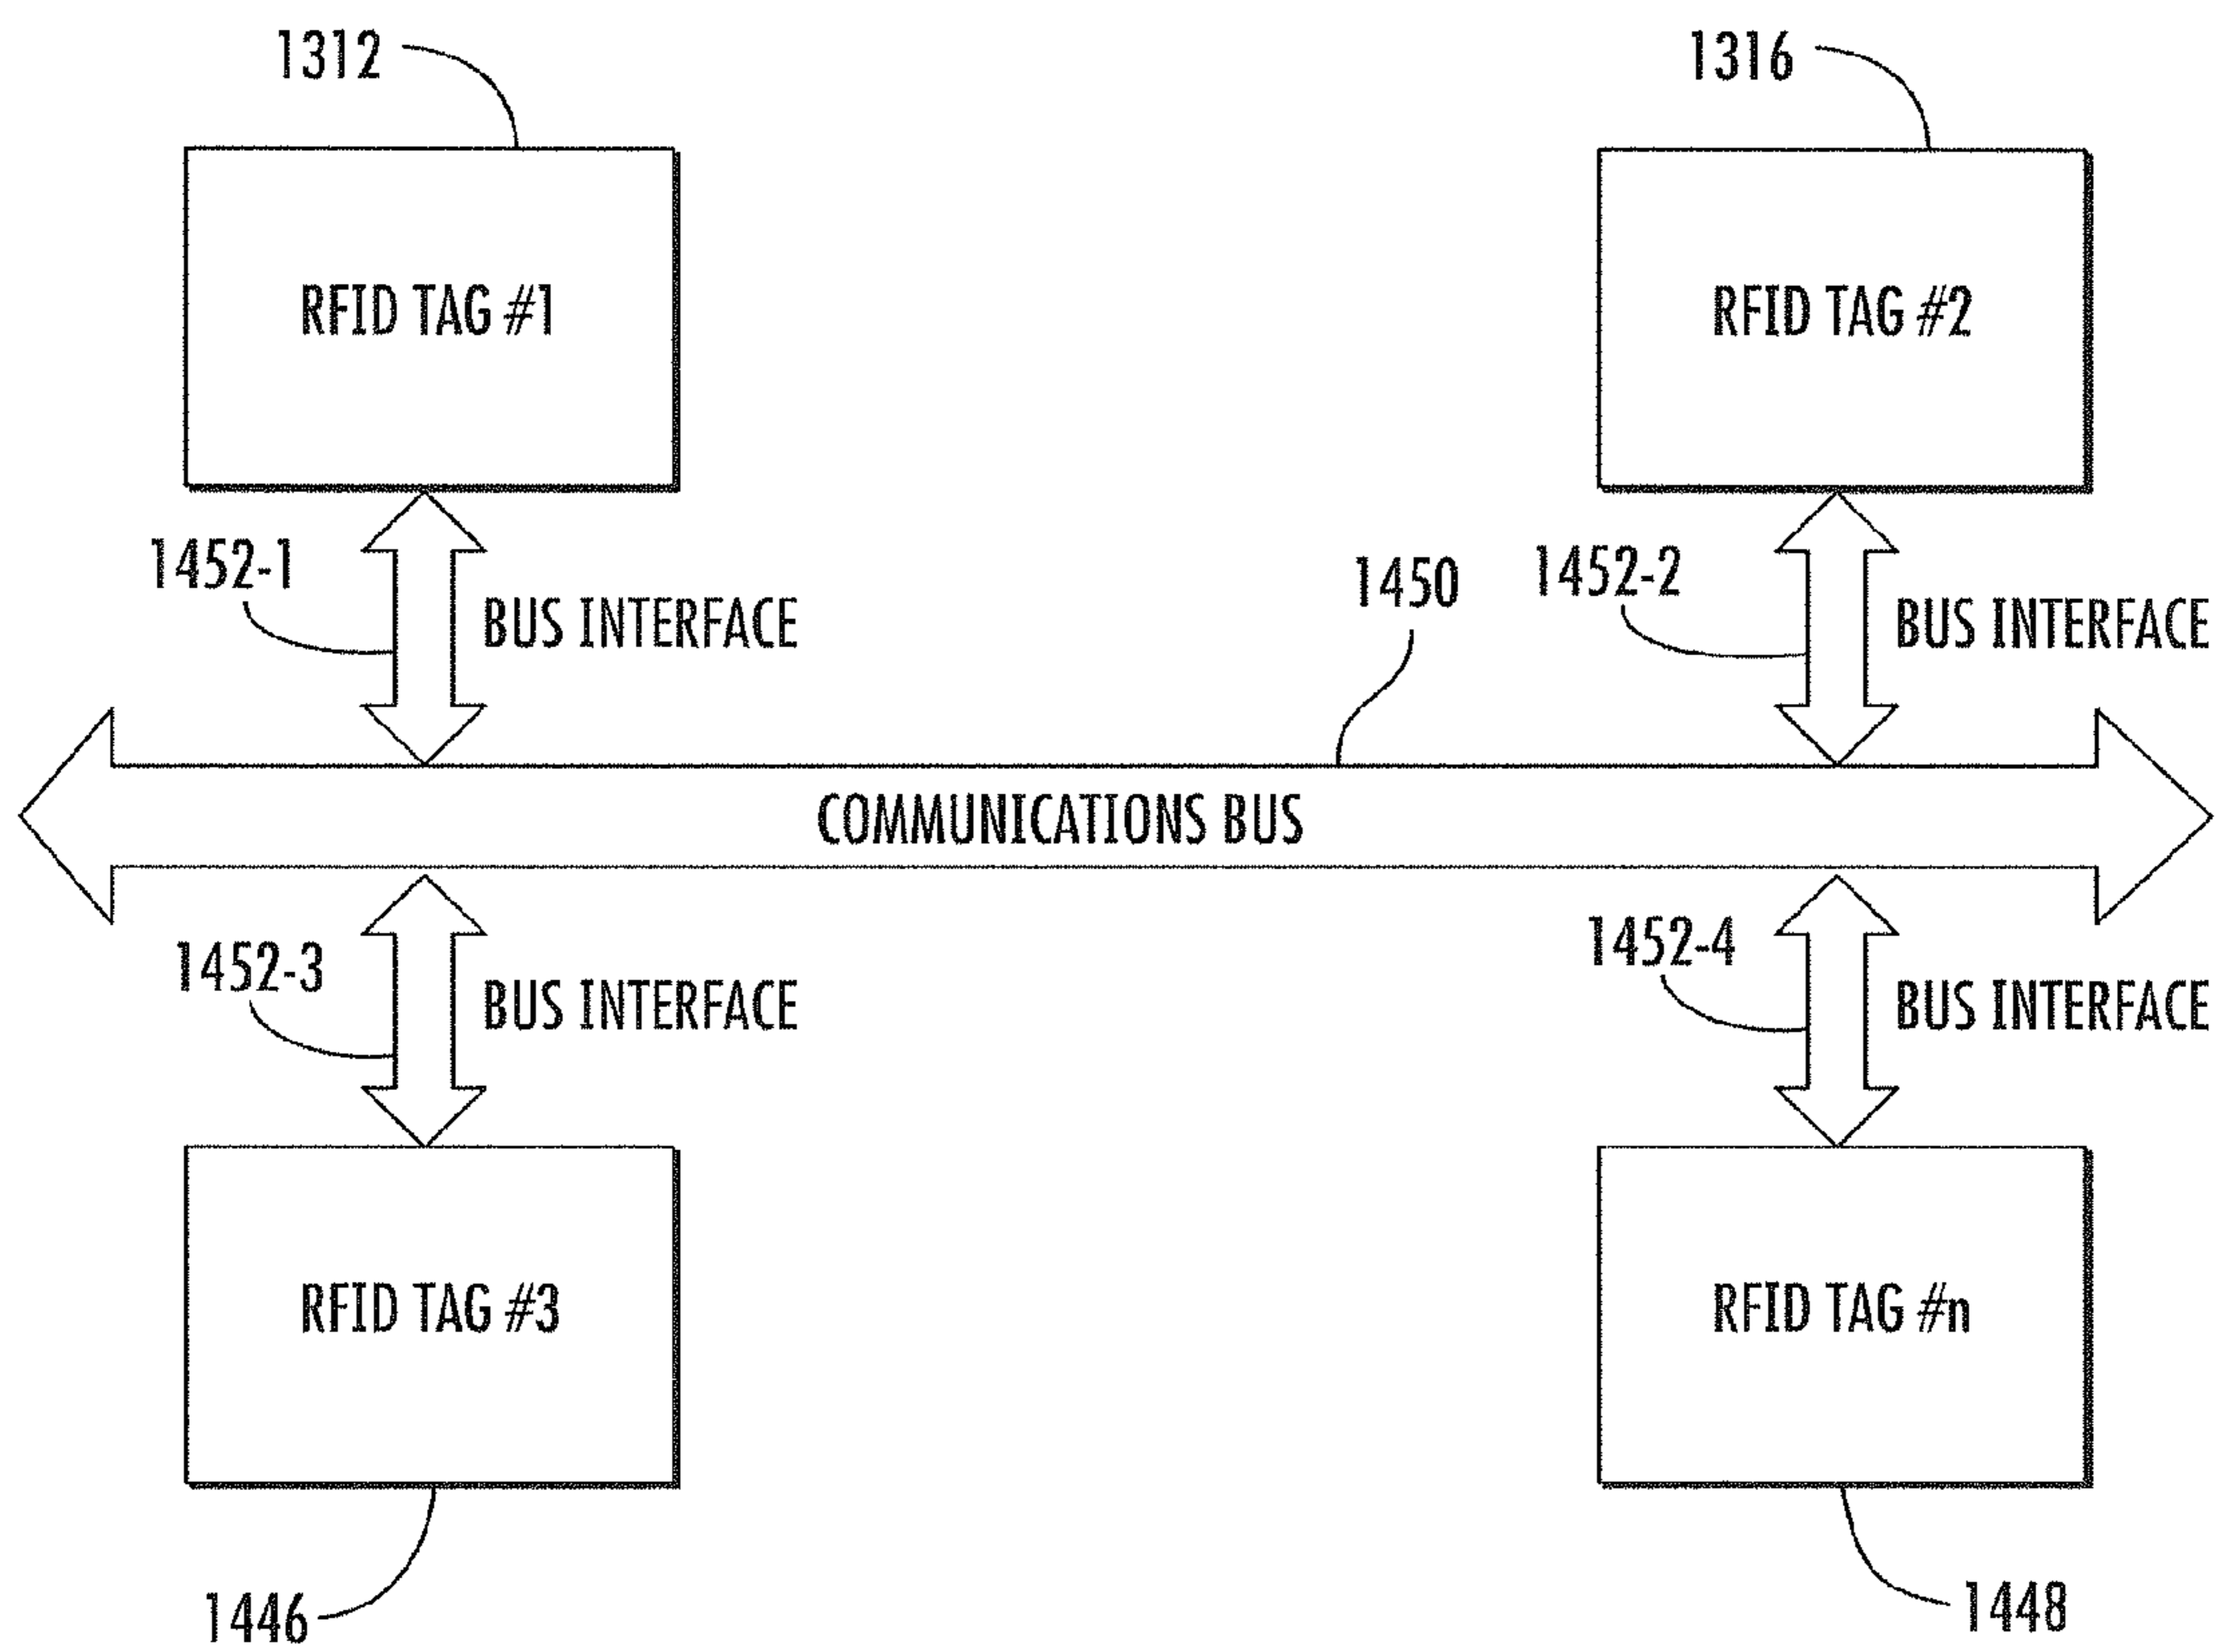 1312
1316
RFID TAG #1
RFID TAG #2
1452-1
BUS INTERFACE
1450
1452-2
BUS INTERFACE
COMMUNICATIONS BUS
1452-3
BUS INTERFACE
1452-4
BUS INTERFACE
RFID TAG #3
RFID TAG #n
1446
1448